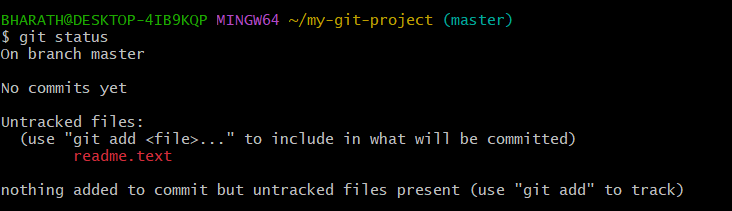 BHARATH@DESKTOP-4IB9KQP MINGW64 ~/my-git-project (master)
$ git status
On branch master
No commits yet
Untracked files:
(use "git add <file>..." to include in what will be committed)
readme.text
nothing added to commit but untracked files present (use "git add" to track)